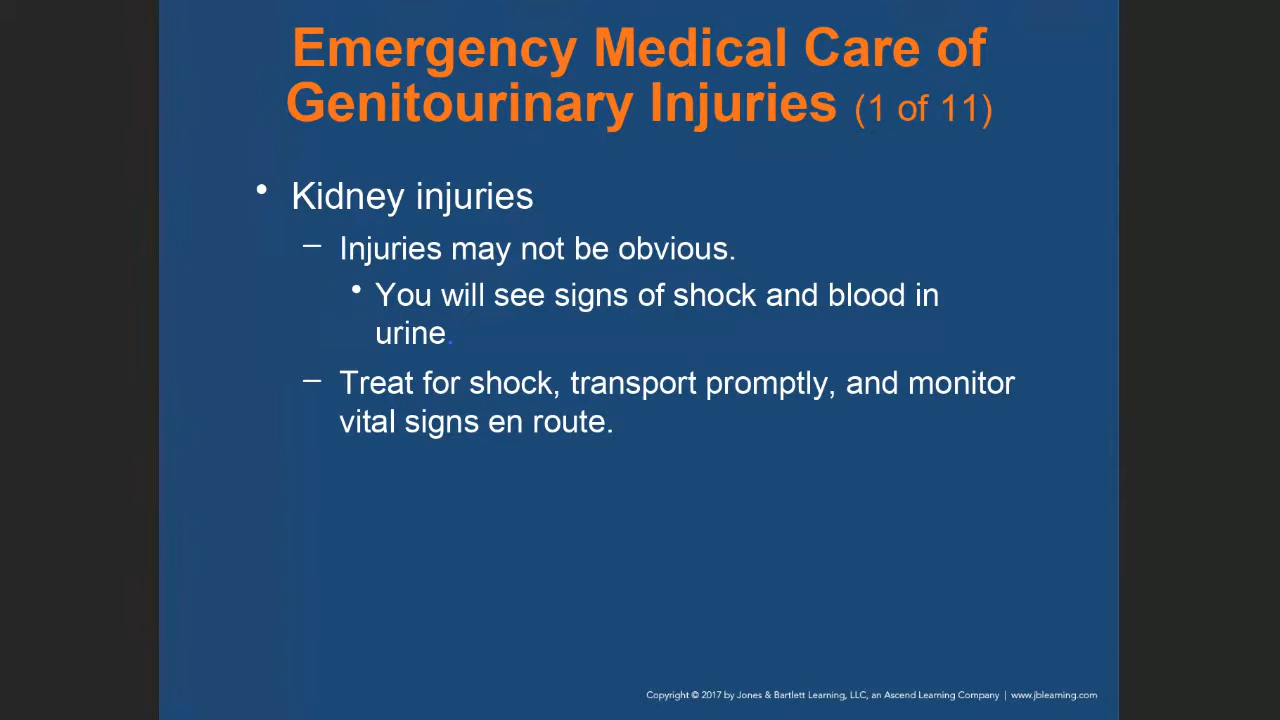 Emergency Medical Care of
Genitourinary Injuries (1 of 11)
• Kidney injuries
– Injuries may not be obvious.
• You will see signs of shock and blood in
urine.
– Treat for shock, transport promptly, and monitor
vital signs en route.
Copyright © 2017 by Jones & Bartlett Learning, LLC, an Ascend Learning Company | www.jblearning.com